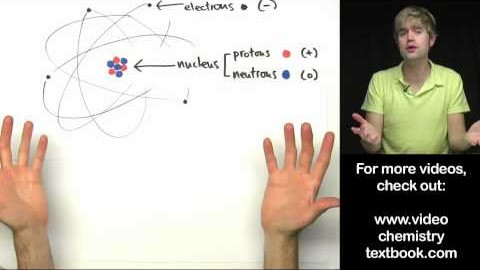 electrons (-)
nucleus protons (+)
neutrons (0)
For more videos,
check out:
www.video
chemistry
textbook.com